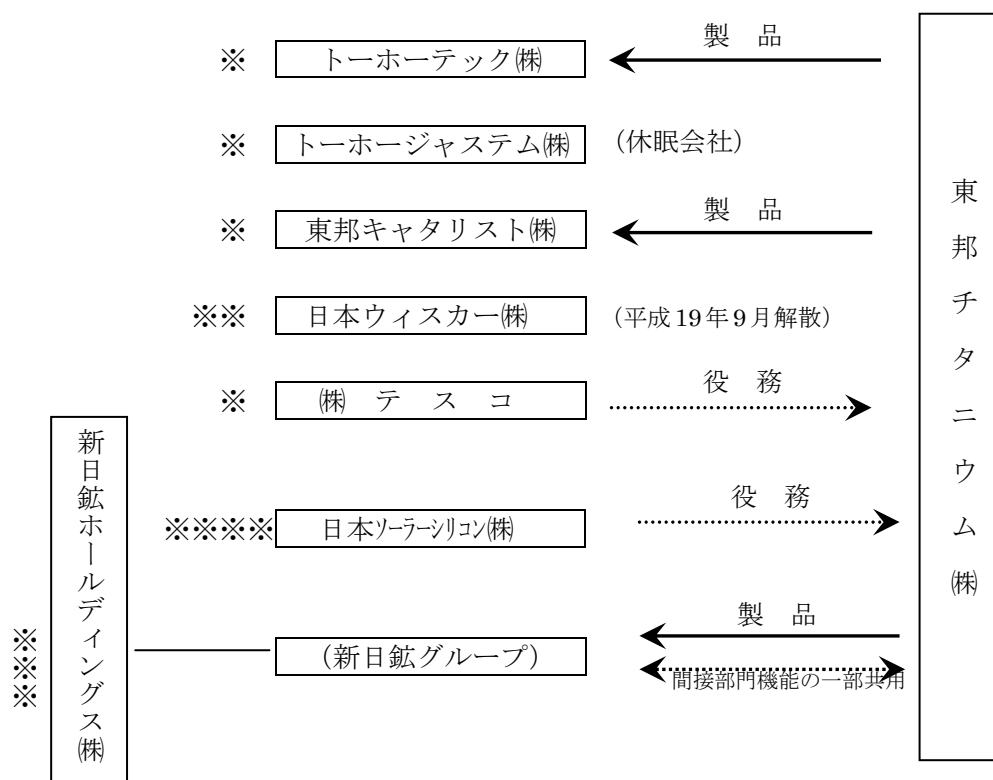 製　品
※　トーホーテック㈱
※　トーホージャステム㈱　（休眠会社）
製　品
※　東邦キャタリスト㈱
※※　日本ウィスカー㈱　（平成19年9月解散）
役　務
※　㈱　テ　ス　コ
役　務
※※※※　日本ソーラーシリコン㈱
製　品
（新日鉱グループ）
間接部門機能の一部共用
新日鉱ホールディングス㈱
※※※
東邦チタニウム㈱